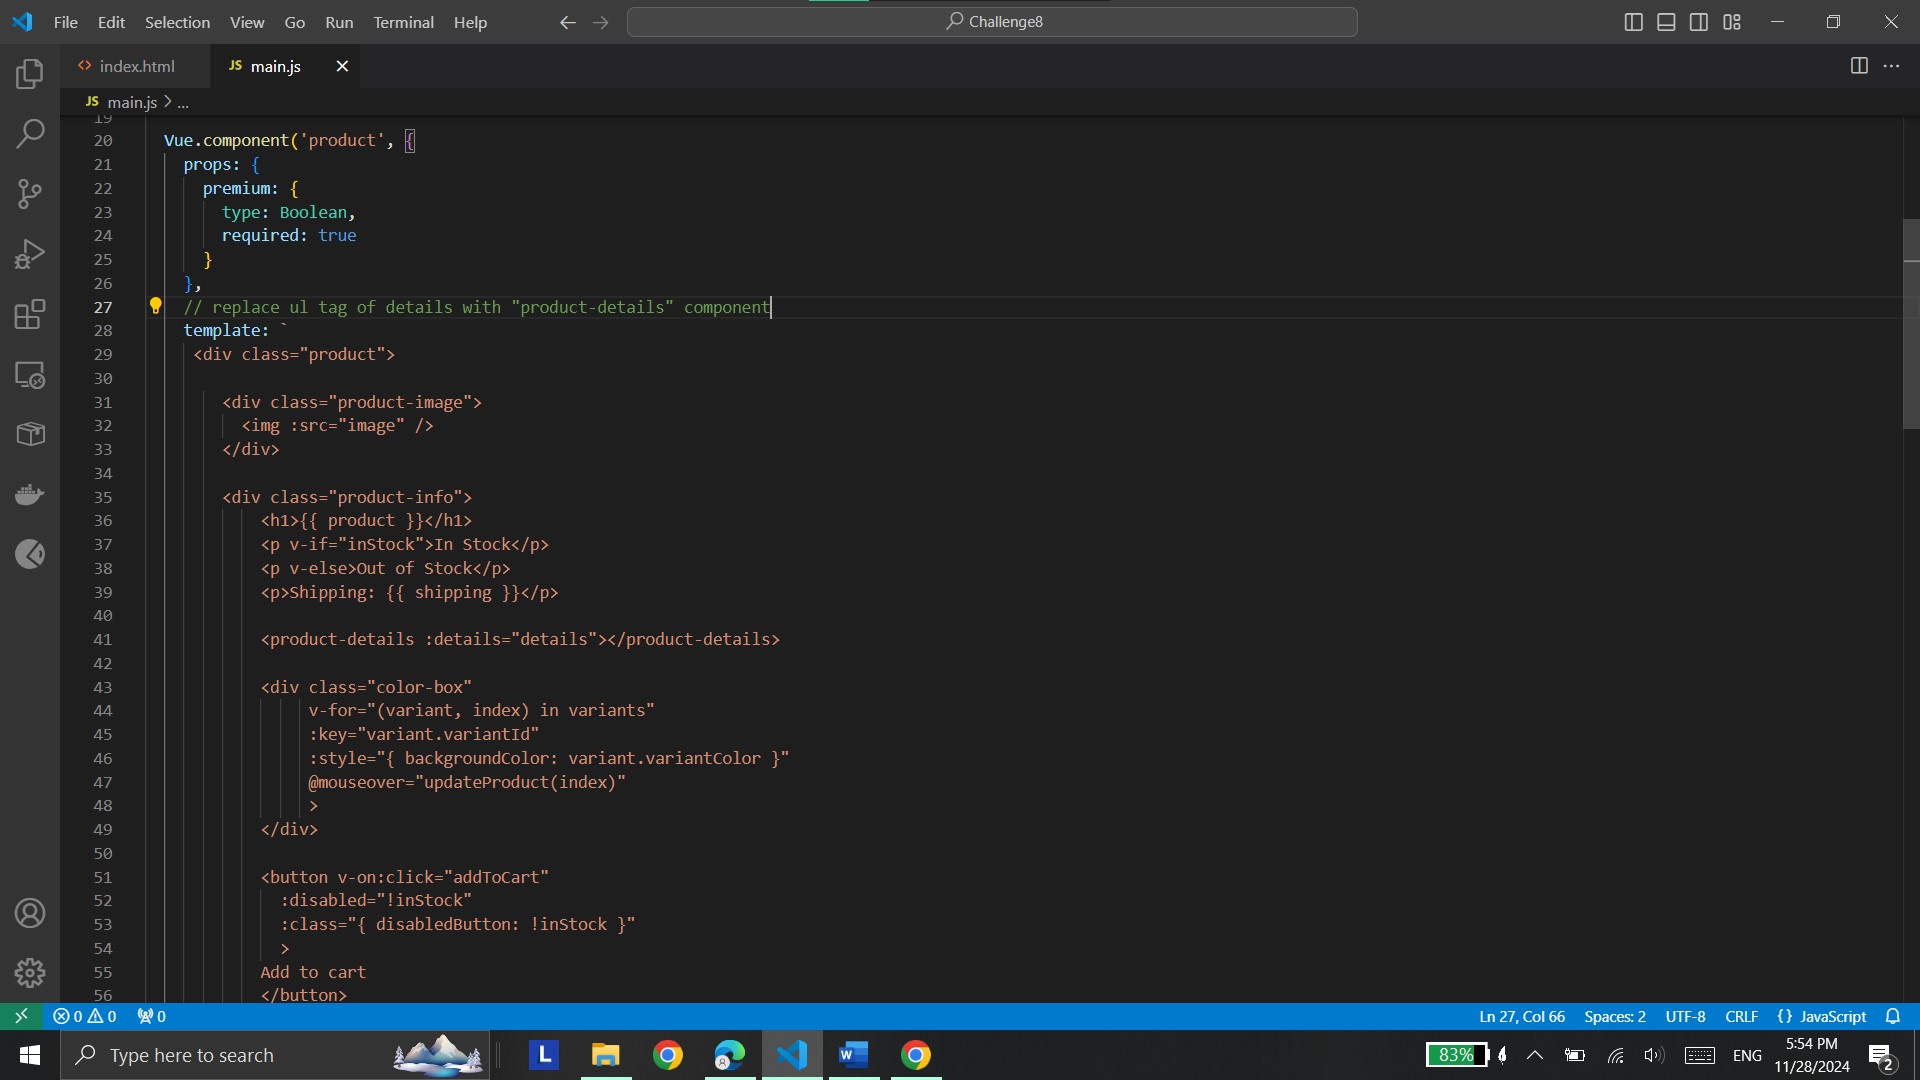 File Edit Selection View Go Run Terminal Help
Challenge8
<> index.html
JS main.js
JS main.js > ...
19
20 Vue.component('product', {
21 props: {
22 premium: {
23 type: Boolean,
24 required: true
25 }
26 },
27 // replace ul tag of details with "product-details" component
28 template: `
29 <div class="product">
30
31 <div class="product-image">
32 <img :src="image" />
33 </div>
34
35 <div class="product-info">
36 <h1>{{ product }}</h1>
37 <p v-if="inStock">In Stock</p>
38 <p v-else>Out of Stock</p>
39 <p>Shipping: {{ shipping }}</p>
40
41 <product-details :details="details"></product-details>
42
43 <div class="color-box"
44 v-for="(variant, index) in variants"
45 :key="variant.variantId"
46 :style="{ backgroundColor: variant.variantColor }"
47 @mouseover="updateProduct(index)"
48 >
49 </div>
50
51 <button v-on:click="addToCart"
52 :disabled="!inStock"
53 :class="{ disabledButton: !inStock }"
54 >
55 Add to cart
56 </button>
0 0 0
Ln 27, Col 66 Spaces: 2 UTF-8 CRLF {} JavaScript
Type here to search
L
W
83%
ENG
5:54 PM
11/28/2024
2